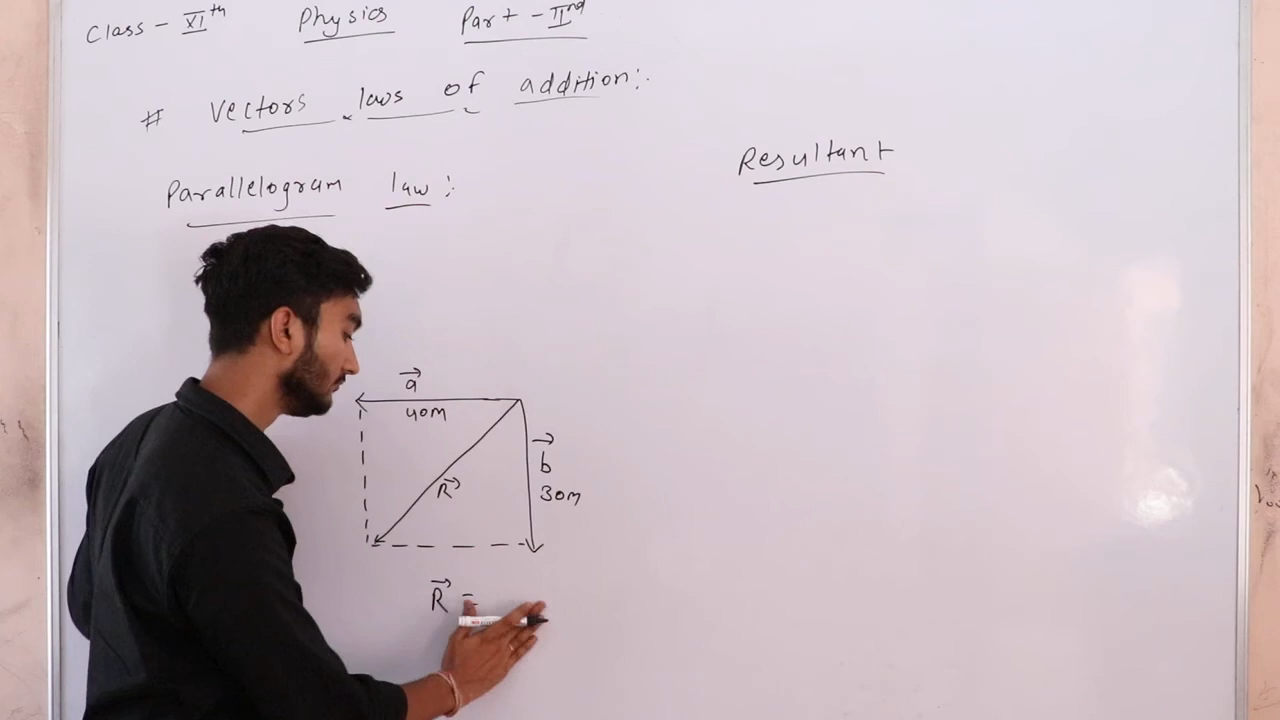 Class - XIth Physics Part - IInd
# Vectors laws of addition:
Resultant
Parallelogram law:
a
40m
b
30m
R
R =